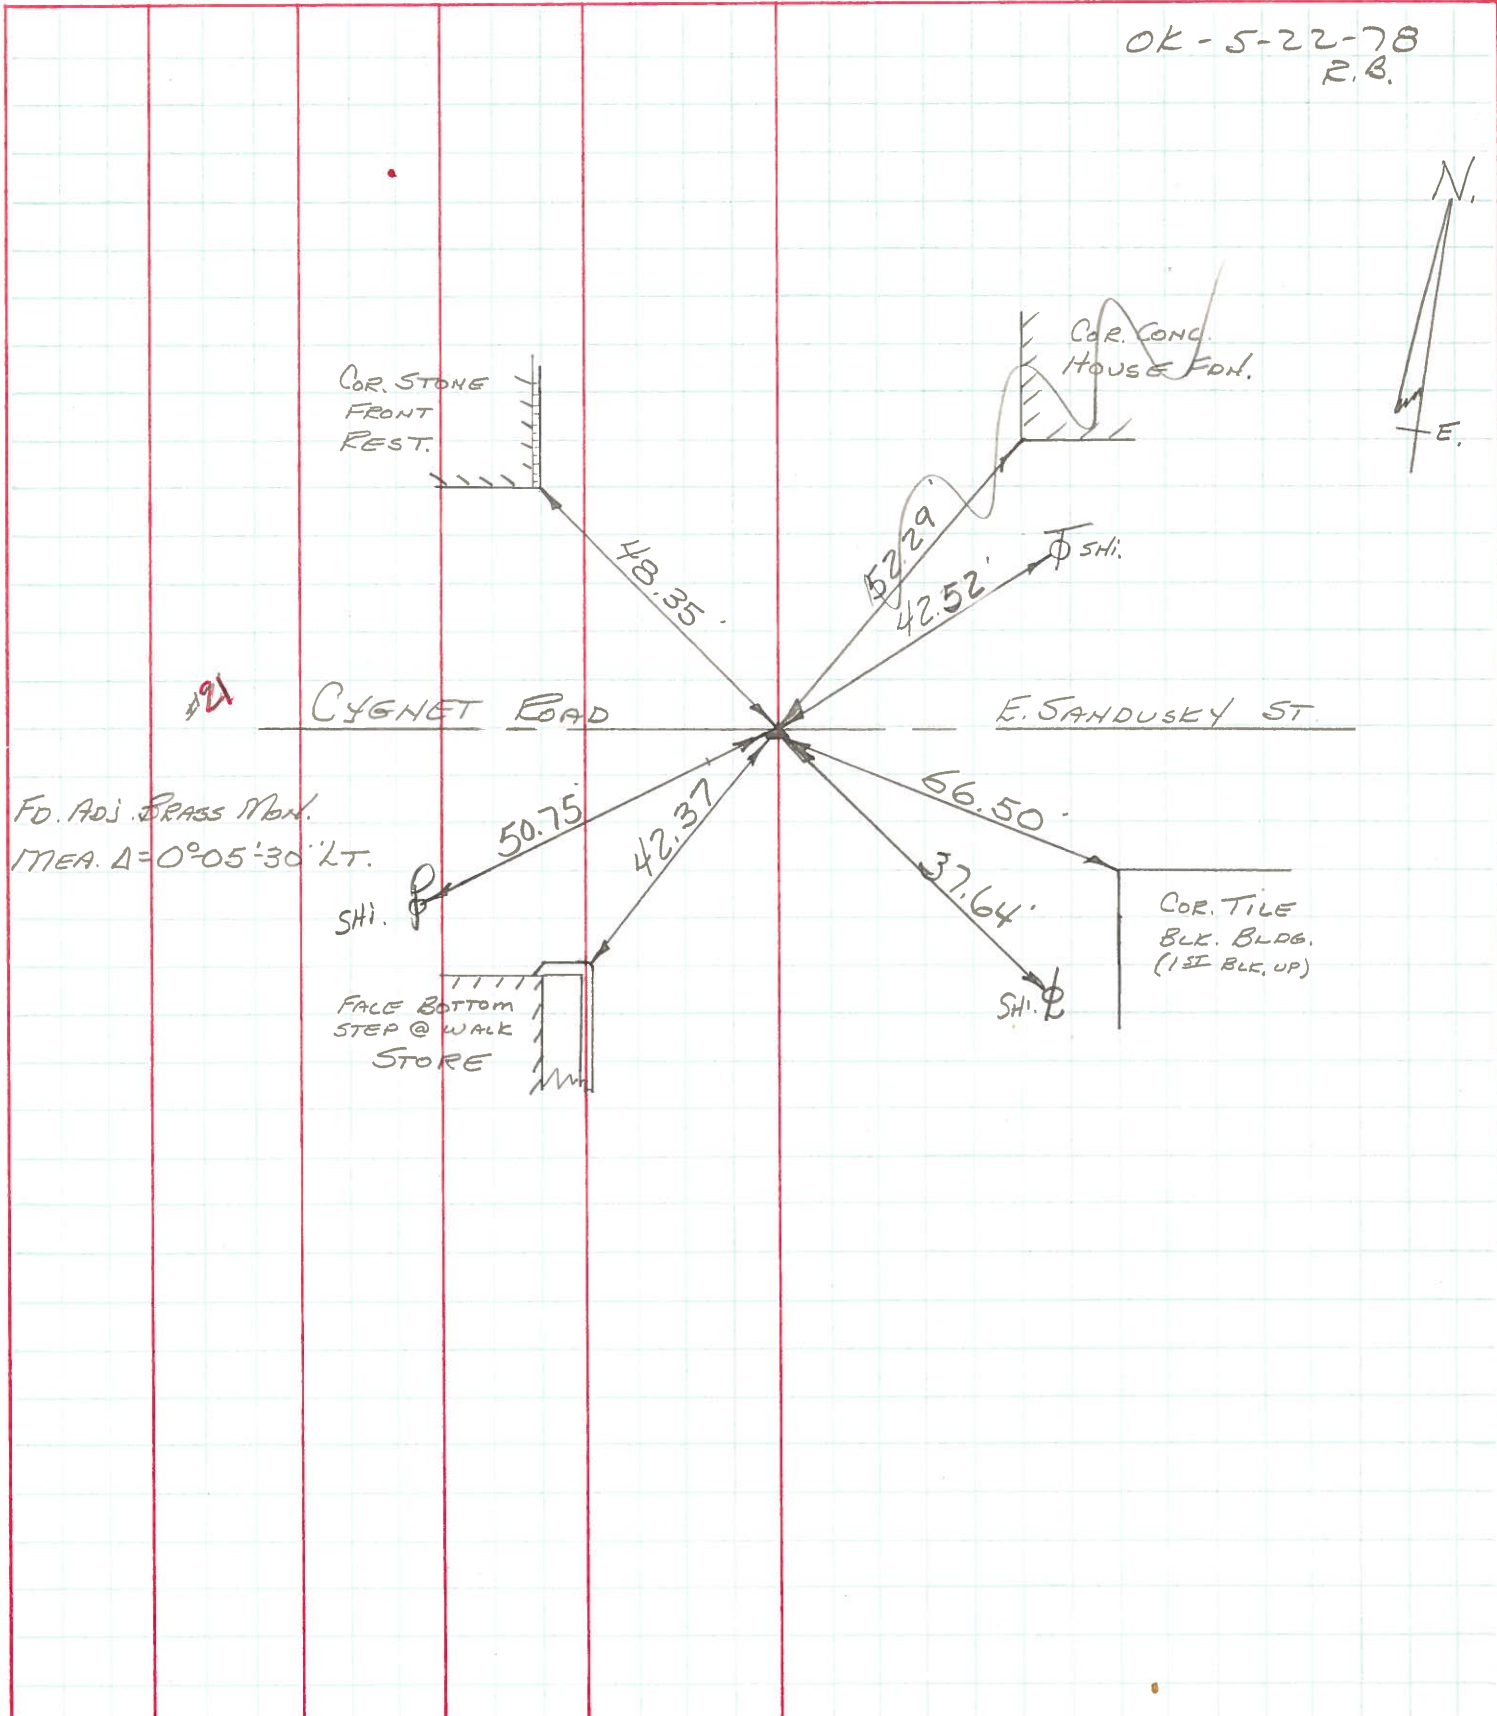 OK - 5-22-78
R.B.
N.
E.
COR. CONC.
HOUSE FDN.
COR. STONE
FRONT
REST.
48.35'
52.29'
42.52'
SHi.
21
CYGNET ROAD
E. SANDUSKY ST
FD. ADJ. BRASS MON.
MEA. Δ=0°-05'-30" LT.
50.75'
42.37
66.50'
37.64'
SHi.
COR. TILE
BLK. BLDG.
(1ST BLK. UP)
SHi.
FACE BOTTOM
STEP @ WALK
STORE